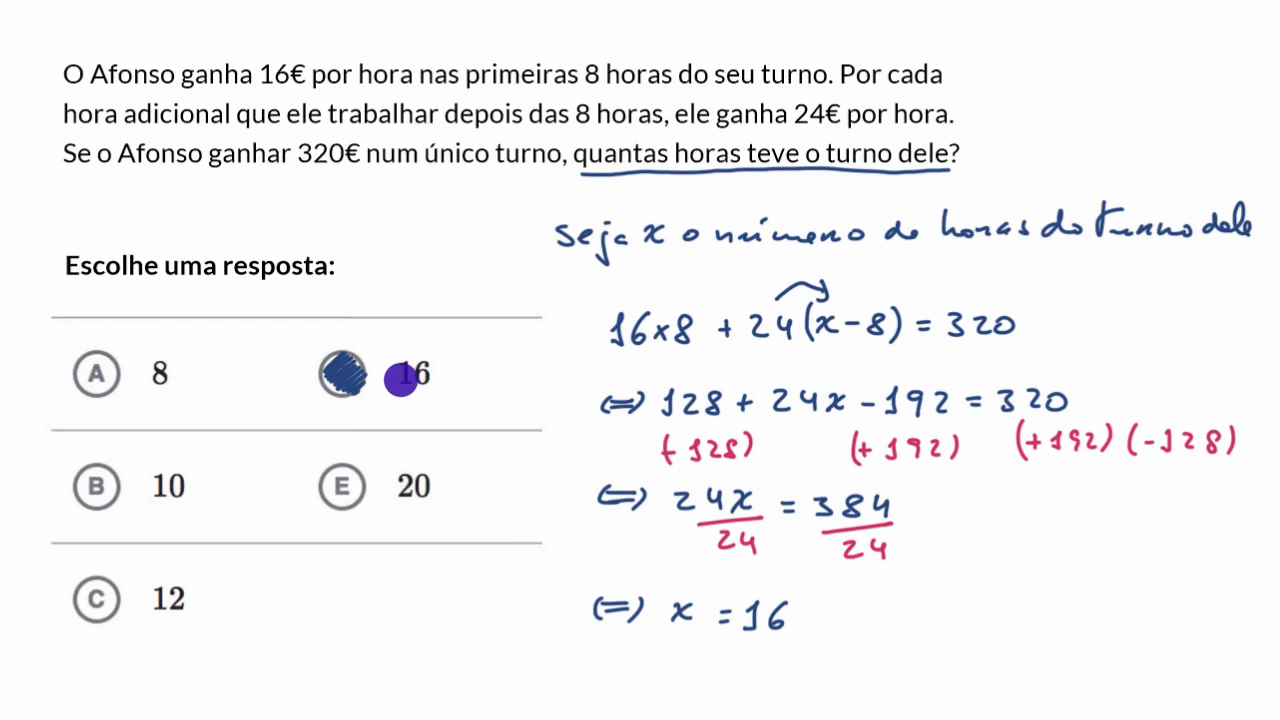 O Afonso ganha 16€ por hora nas primeiras 8 horas do seu turno. Por cada
hora adicional que ele trabalhar depois das 8 horas, ele ganha 24€ por hora.
Se o Afonso ganhar 320€ num único turno, quantas horas teve o turno dele?
seja x o número de horas do turno dele
Escolhe uma resposta:
16×8 + 24(x-8) = 320
A 8
16
⇔ 128 + 24x - 192 = 320
(-128) (+192) (+192) (-128)
B 10
E 20
⇔ 24x/24 = 384/24
C 12
⇔ x = 16